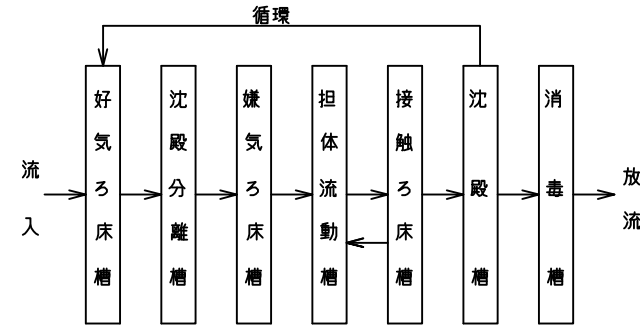 循環
流入
好気ろ床槽
沈殿分離槽
嫌気ろ床槽
担体流動槽
接触ろ床槽
沈殿槽
消毒槽
放流